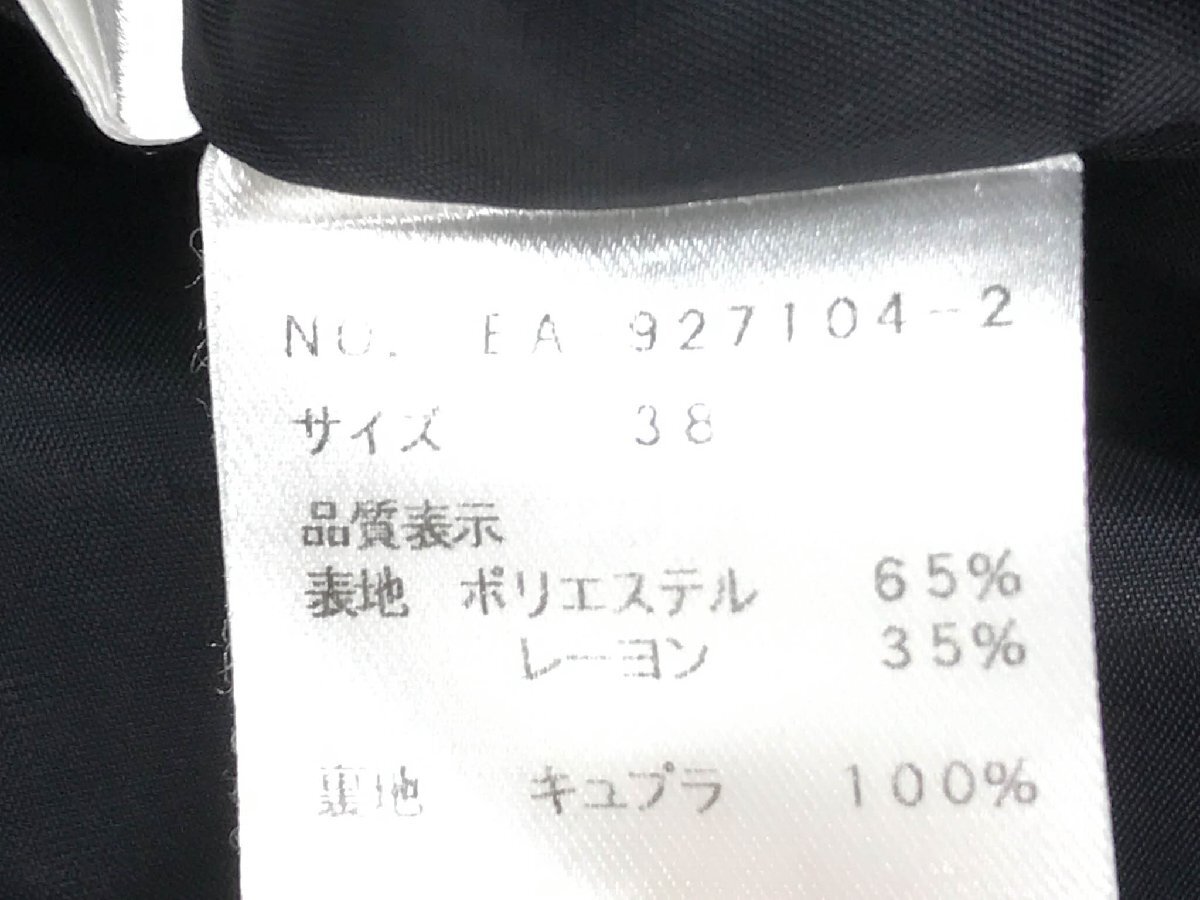 NO. EA 927104-2
サイズ 38
品質表示
表地 ポリエステル 65%
レーヨン 35%
裏地 キュプラ 100%